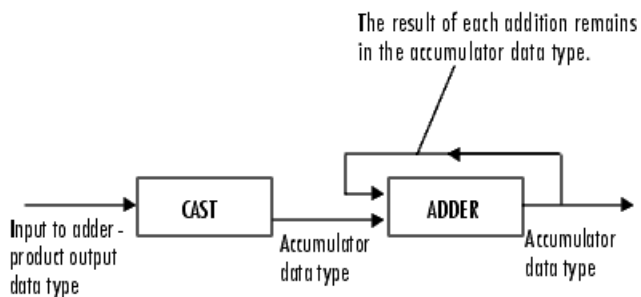 The result of each addition remains
in the accumulator data type.
CAST
ADDER
Input to adder -
product output
data type
Accumulator
data type
Accumulator
data type